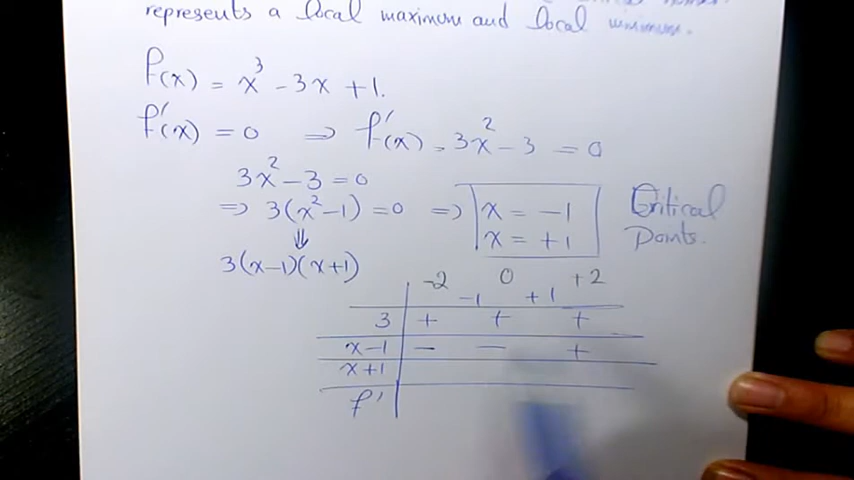 represents a local maximum and local minimum.
f(x) = x³ - 3x + 1.
f'(x) = 0 ⇒ f'(x) = 3x² - 3 = 0
3x² - 3 = 0
⇒ 3(x² - 1) = 0 ⇒ x = -1
x = +1
Critical
Points.
⇓
3(x-1)(x+1)
-2 0 +2
-1 +1
3 + + +
x-1 - - +
x+1
f'